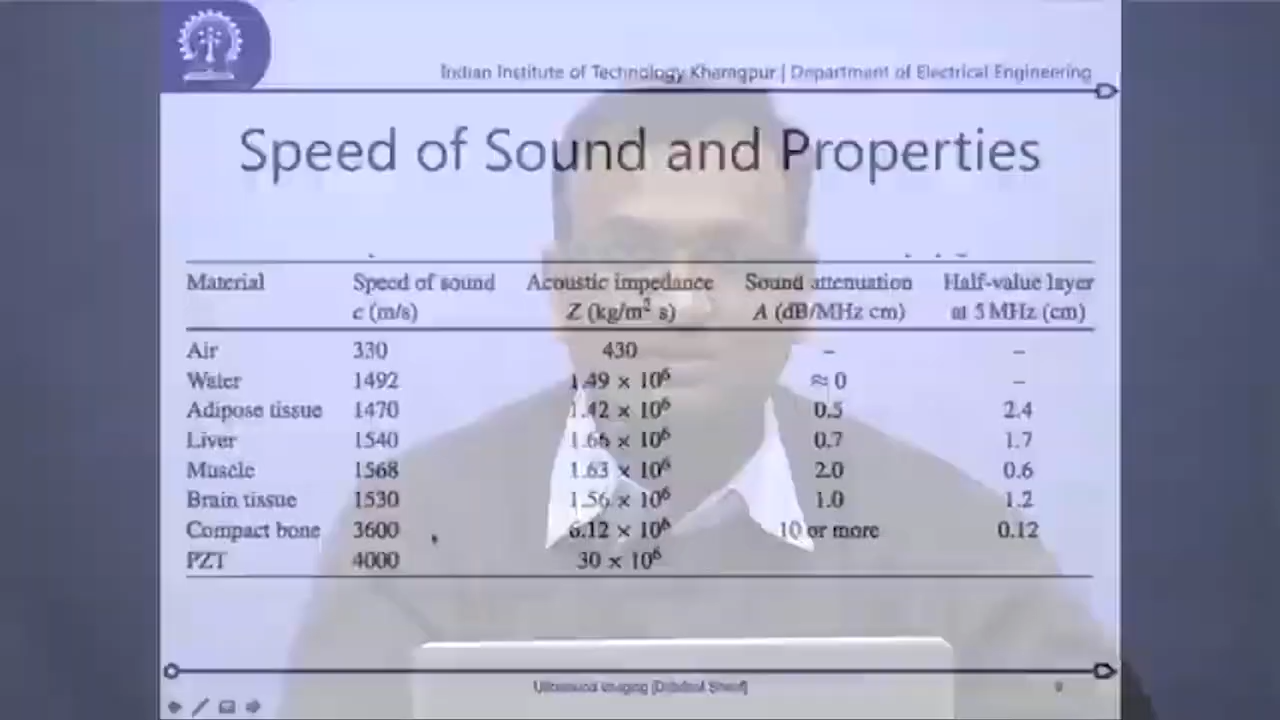 Indian Institute of Technology Kharagpur | Department of Electrical Engineering
Speed of Sound and Properties
Material Speed of sound Acoustic impedance Sound attenuation Half-value layer
c (m/s) Z (kg/m² s) A (dB/MHz cm) at 5 MHz (cm)
Air 330 430 – –
Water 1492 1.49 × 10⁶ ≈ 0 –
Adipose tissue 1470 1.42 × 10⁶ 0.5 2.4
Liver 1540 1.66 × 10⁶ 0.7 1.7
Muscle 1568 1.63 × 10⁶ 2.0 0.6
Brain tissue 1530 1.56 × 10⁶ 1.0 1.2
Compact bone 3600 6.12 × 10⁶ 10 or more 0.12
PZT 4000 30 × 10⁶
Ultrasound Imaging [Debdoot Sheet] 9